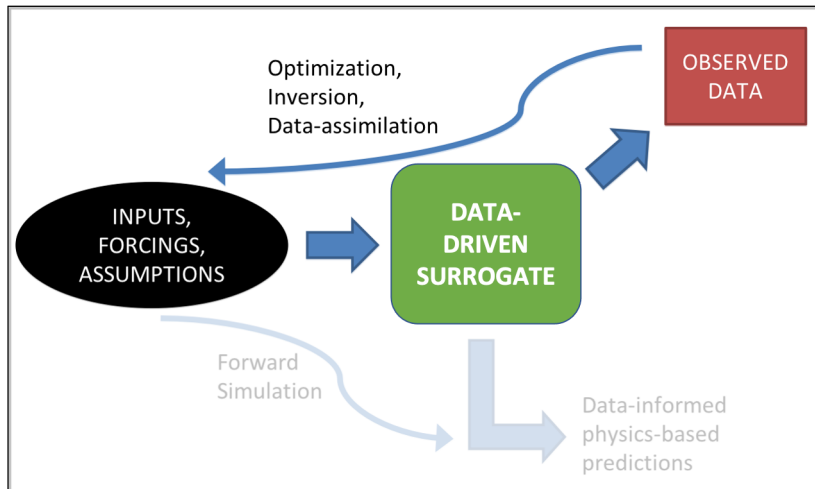 Optimization,
Inversion,
Data-assimilation
OBSERVED
DATA
INPUTS,
FORCINGS,
ASSUMPTIONS
DATA-
DRIVEN
SURROGATE
Forward
Simulation
Data-informed
physics-based
predictions